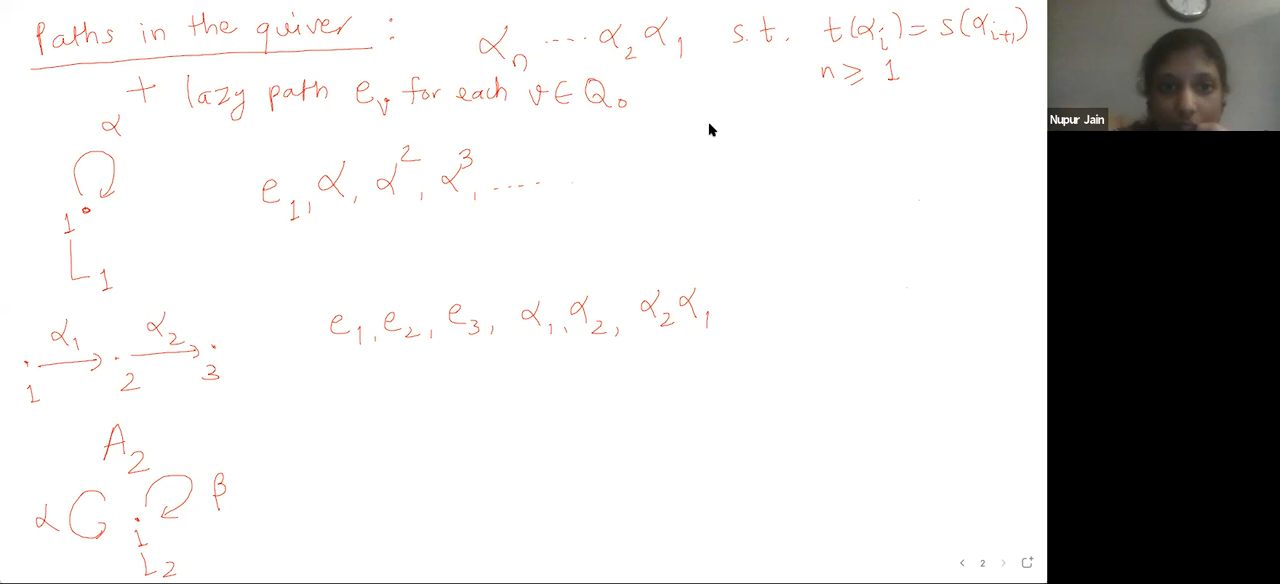 Paths in the quiver : αₙ ···· α₂ α₁ s.t. t(αᵢ) = s(αᵢ₊₁)
n ≥ 1
+ lazy path eᵥ for each v ∈ Q₀
α
e₁, α, α², α³, ····
1
L₁
α₁ α₂
e₁, e₂, e₃, α₁, α₂, α₂α₁
1 2 3
A₂
α β
1
L₂
Nupur Jain
2